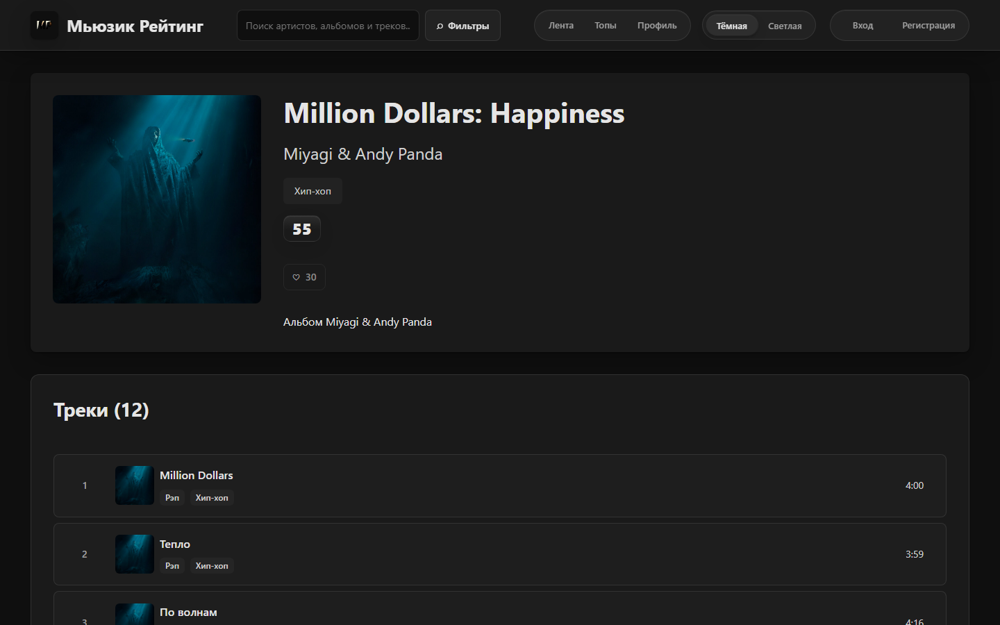 Мьюзик Рейтинг
Поиск артистов, альбомов и треков..
Фильтры
Лента
Топы
Профиль
Тёмная
Светлая
Вход
Регистрация
Million Dollars: Happiness
Miyagi & Andy Panda
Хип-хоп
55
30
Альбом Miyagi & Andy Panda
Треки (12)
1
Million Dollars
Рэп
Хип-хоп
4:00
2
Тепло
Рэп
Хип-хоп
3:59
3
По волнам
4:16